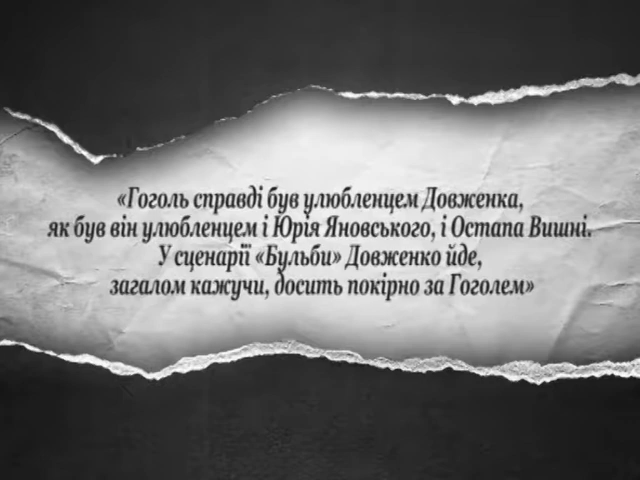 «Гоголь справді був улюбленцем Довженка,
як був він улюбленцем і Юрія Яновського, і Остапа Вишні.
У сценарії «Бульби» Довженко йде,
загалом кажучи, досить покірно за Гоголем»